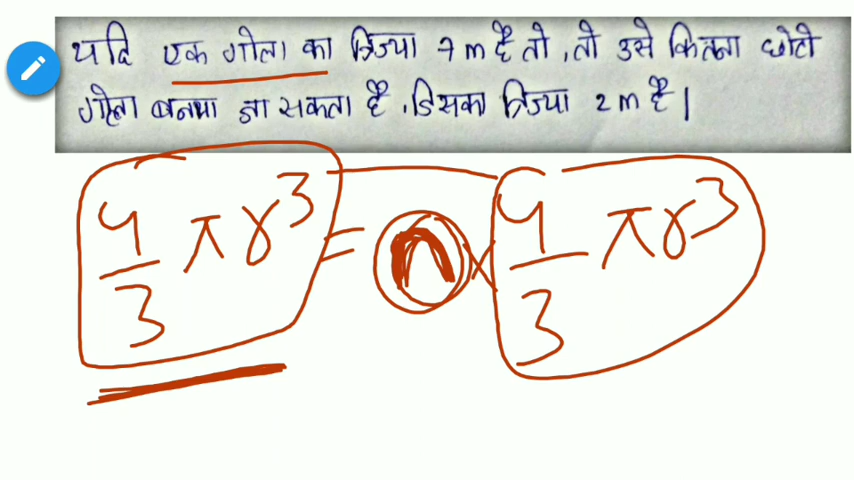 यदि एक गोला का त्रिज्या 7 m है तो, तो उसे कितना छोटो
गोला बनाया जा सकता है, जिसका त्रिज्या 2 m है |
4/3 πr³ = n × 4/3 πr³